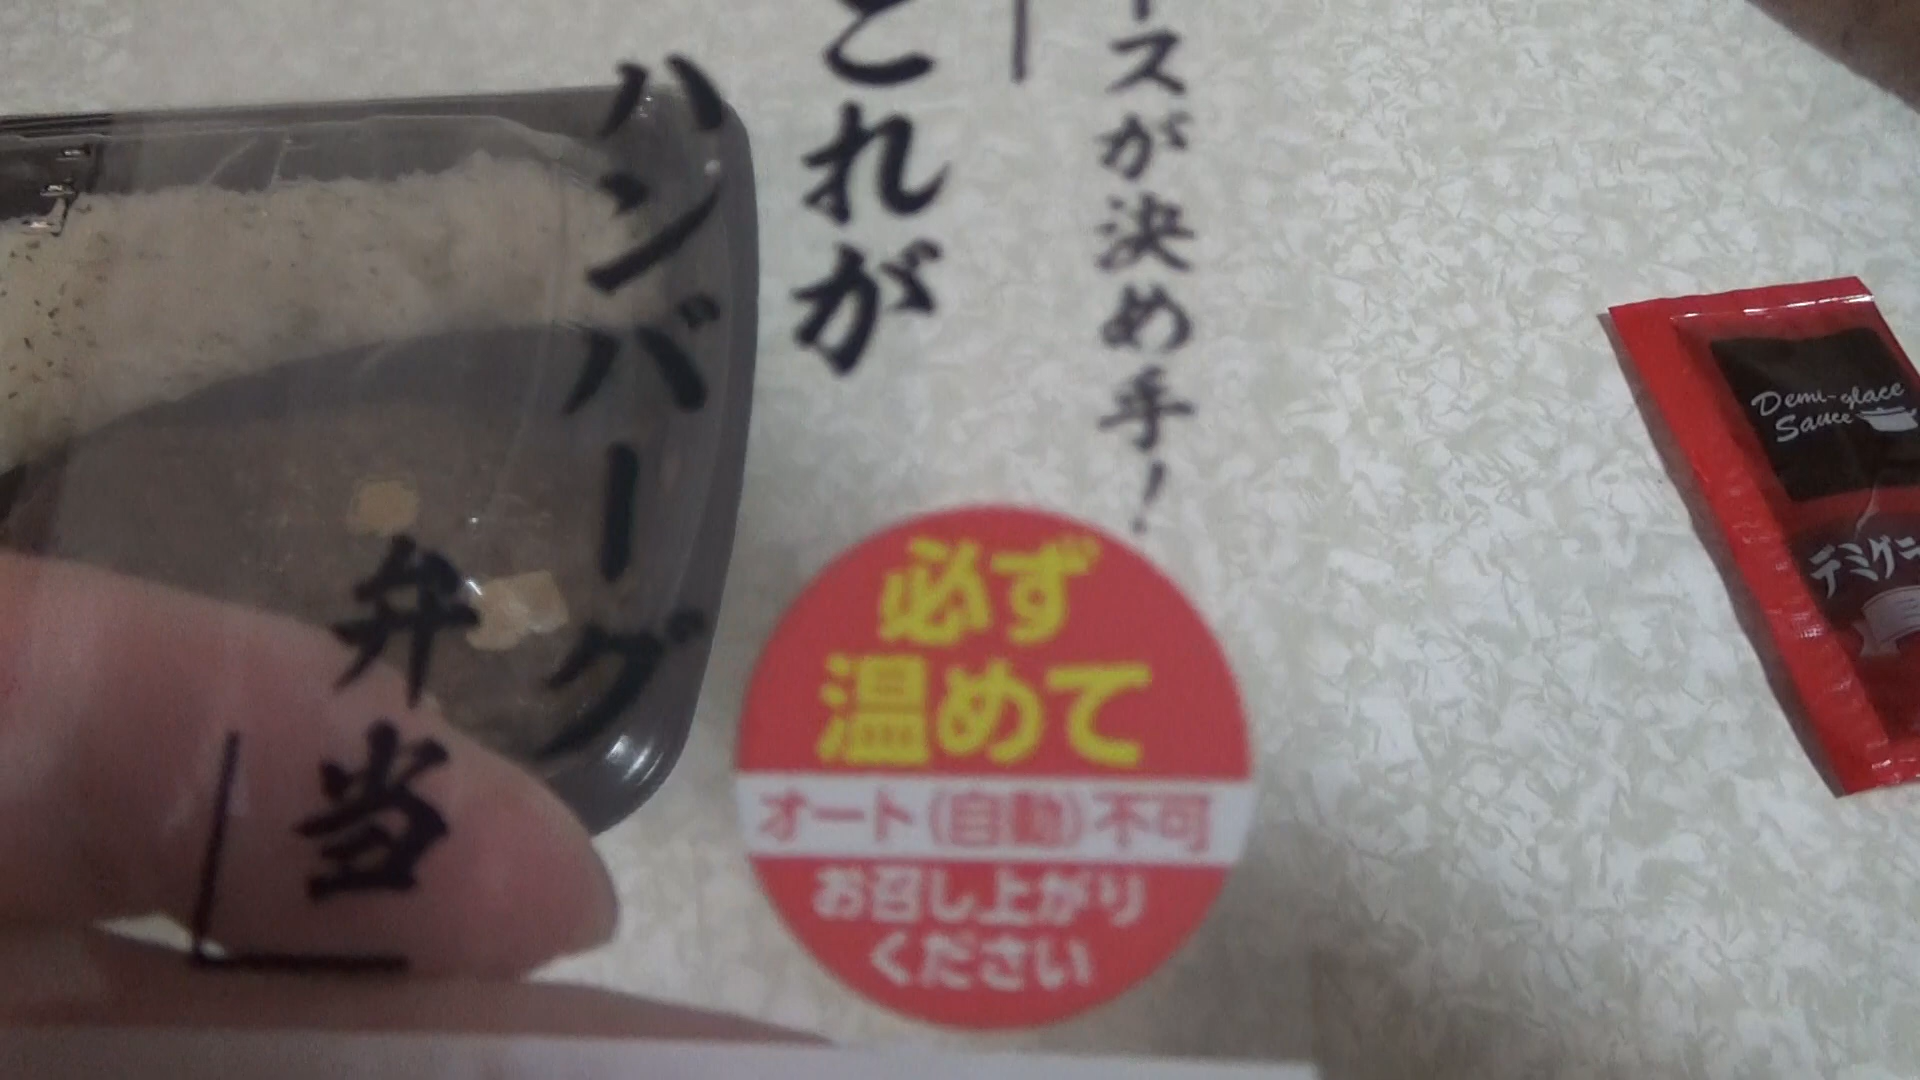 スが決め手!
これが
ハンバーグ
弁当
必ず
温めて
オート(自動)不可
お召し上がり
ください
Demi-glace
Sauce
デミグ